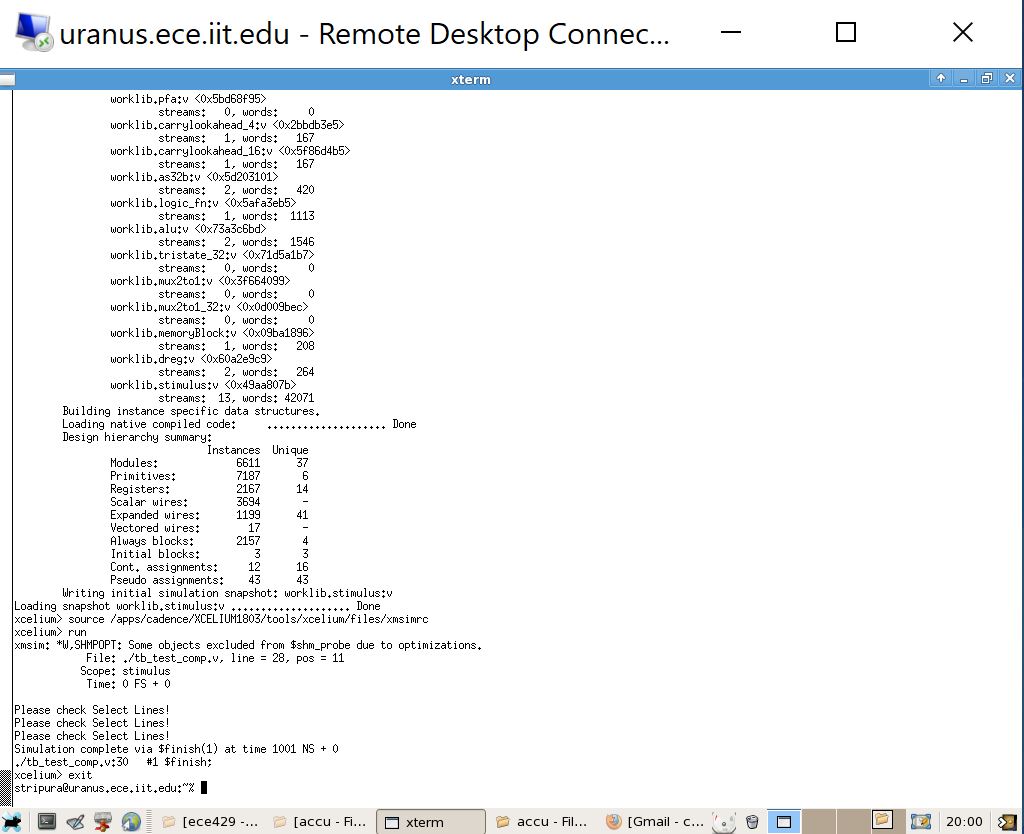 uranus.ece.iit.edu - Remote Desktop Connec...
xterm
worklib.pfa:v <0x5bd68f95>
streams:   0, words:     0
worklib.carrylookahead_4:v <0x2bbdb3e5>
streams:   1, words:   167
worklib.carrylookahead_16:v <0x5f86d4b5>
streams:   1, words:   167
worklib.as32b:v <0x5d203101>
streams:   2, words:   420
worklib.logic_fn:v <0x5afa3eb5>
streams:   1, words:  1113
worklib.alu:v <0x73a3c6bd>
streams:   2, words:  1546
worklib.tristate_32:v <0x71d5a1b7>
streams:   0, words:     0
worklib.mux2to1:v <0x3f664099>
streams:   0, words:     0
worklib.mux2to1_32:v <0x0d009bec>
streams:   0, words:     0
worklib.memoryBlock:v <0x09ba1896>
streams:   1, words:   208
worklib.dreg:v <0x60a2e9c9>
streams:   2, words:   264
worklib.stimulus:v <0x49aa807b>
streams:  13, words: 42071
Building instance specific data structures.
Loading native compiled code:     .................... Done
Design hierarchy summary:
Instances  Unique
Modules:            6611      37
Primitives:         7187       6
Registers:          2167      14
Scalar wires:       3694       -
Expanded wires:     1199      41
Vectored wires:       17       -
Always blocks:      2157       4
Initial blocks:        3       3
Cont. assignments:    12      16
Pseudo assignments:   43      43
Writing initial simulation snapshot: worklib.stimulus:v
Loading snapshot worklib.stimulus:v .................... Done
xcelium> source /apps/cadence/XCELIUM1803/tools/xcelium/files/xmsimrc
xcelium> run
xmsim: *W,SHMPOPT: Some objects excluded from $shm_probe due to optimizations.
File: ./tb_test_comp.v, line = 28, pos = 11
Scope: stimulus
Time: 0 FS + 0
Please check Select Lines!
Please check Select Lines!
Please check Select Lines!
Simulation complete via $finish(1) at time 1001 NS + 0
./tb_test_comp.v:30   #1 $finish;
xcelium> exit
stripura@uranus.ece.iit.edu:~%
[ece429 -... [accu - Fi... xterm accu - Fil... [Gmail - c... 20:00